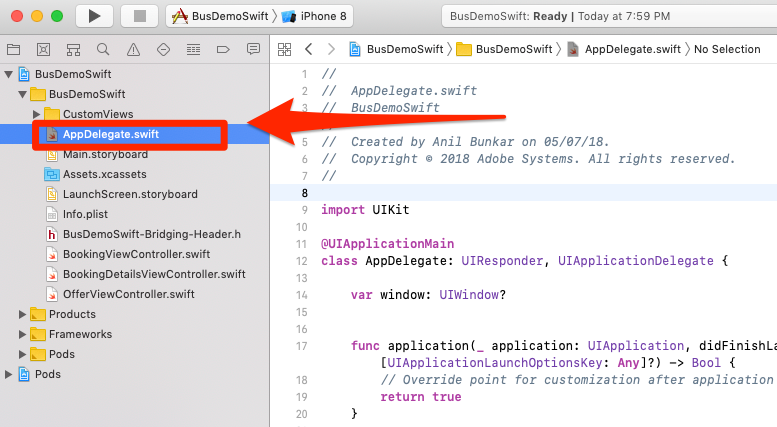 BusDemoSwift
iPhone 8
BusDemoSwift: Ready | Today at 7:59 PM
BusDemoSwift
BusDemoSwift
AppDelegate.swift
No Selection
BusDemoSwift
BusDemoSwift
CustomViews
AppDelegate.swift
Main.storyboard
Assets.xcassets
LaunchScreen.storyboard
Info.plist
BusDemoSwift-Bridging-Header.h
BookingViewController.swift
BookingDetailsViewController.swift
OfferViewController.swift
Products
Frameworks
Pods
Pods
1 //
2 // AppDelegate.swift
3 // BusDemoSwift
//
5 // Created by Anil Bunkar on 05/07/18.
6 // Copyright © 2018 Adobe Systems. All rights reserved.
7 //
8
9 import UIKit
10
11 @UIApplicationMain
12 class AppDelegate: UIResponder, UIApplicationDelegate {
13
14 var window: UIWindow?
15
16
17 func application(_ application: UIApplication, didFinishLa
[UIApplicationLaunchOptionsKey: Any]?) -> Bool {
18 // Override point for customization after application
19 return true
20 }